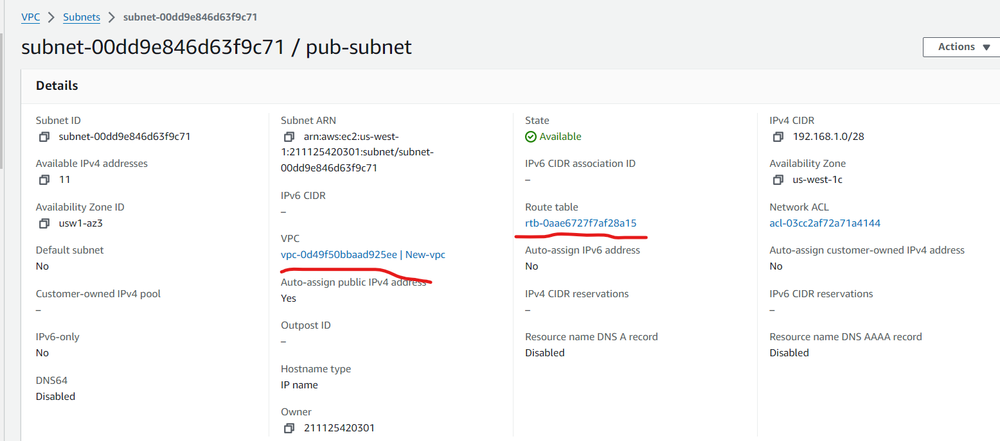 VPC > Subnets > subnet-00dd9e846d63f9c71
subnet-00dd9e846d63f9c71 / pub-subnet
Actions
Details
Subnet ID
subnet-00dd9e846d63f9c71
Available IPv4 addresses
11
Availability Zone ID
usw1-az3
Default subnet
No
Customer-owned IPv4 pool
–
IPv6-only
No
DNS64
Disabled
Subnet ARN
arn:aws:ec2:us-west-
1:211125420301:subnet/subnet-
00dd9e846d63f9c71
IPv6 CIDR
–
VPC
vpc-0d49f50bbaad925ee | New-vpc
Auto-assign public IPv4 address
Yes
Outpost ID
–
Hostname type
IP name
Owner
211125420301
State
Available
IPv6 CIDR association ID
–
Route table
rtb-0aae6727f7af28a15
Auto-assign IPv6 address
No
IPv4 CIDR reservations
–
Resource name DNS A record
Disabled
IPv4 CIDR
192.168.1.0/28
Availability Zone
us-west-1c
Network ACL
acl-03cc2af72a71a4144
Auto-assign customer-owned IPv4 address
No
IPv6 CIDR reservations
–
Resource name DNS AAAA record
Disabled